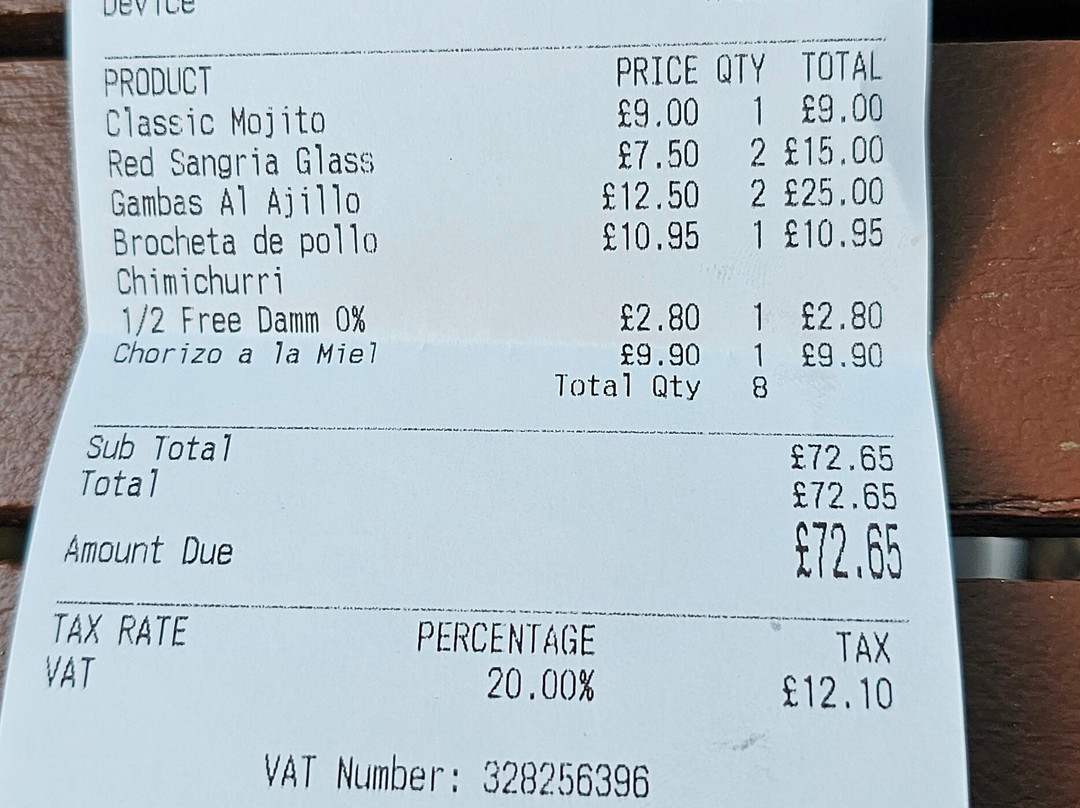 Device
PRODUCT PRICE QTY TOTAL
Classic Mojito £9.00 1 £9.00
Red Sangria Glass £7.50 2 £15.00
Gambas Al Ajillo £12.50 2 £25.00
Brocheta de pollo £10.95 1 £10.95
Chimichurri
1/2 Free Damm 0% £2.80 1 £2.80
Chorizo a la Miel £9.90 1 £9.90
Total Qty 8
Sub Total £72.65
Total £72.65
Amount Due £72.65
TAX RATE PERCENTAGE TAX
VAT 20.00% £12.10
VAT Number: 328256396